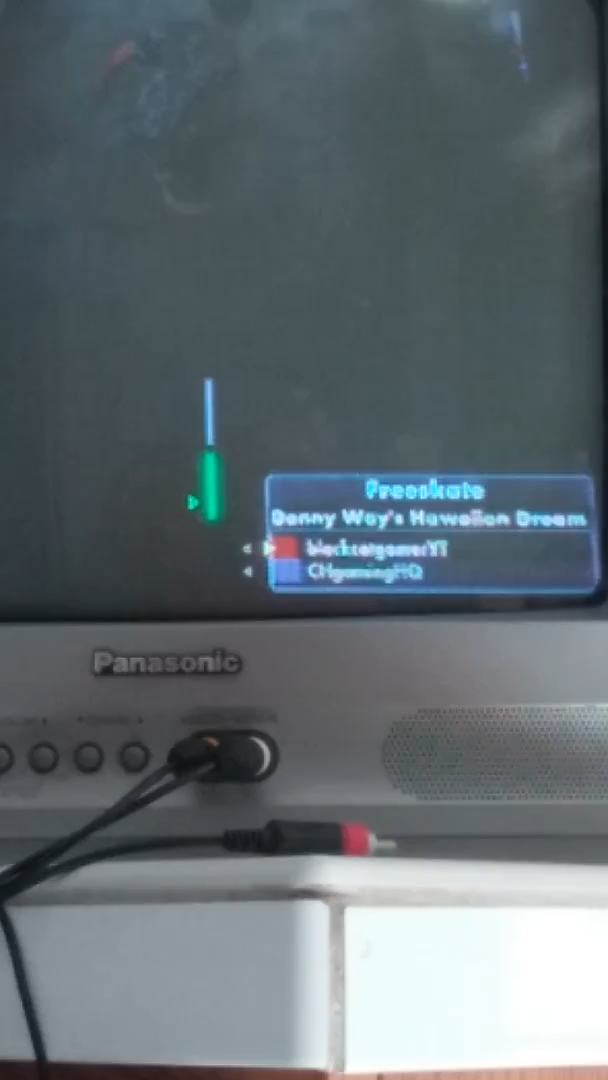 Freeskate
Danny Way's Hawaiian Dream
blackcatgamerYT
CHgamingHQ
Panasonic